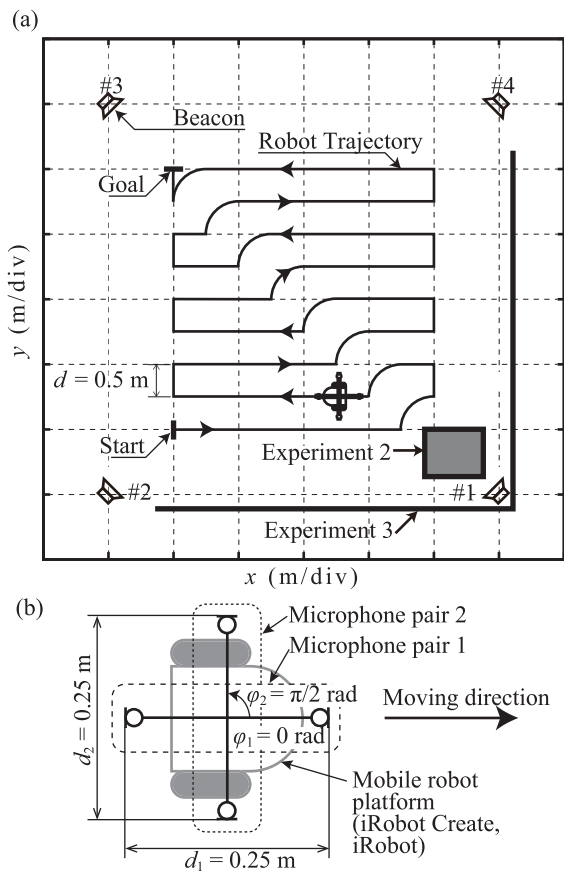 (a)
#3
#4
Beacon
Robot Trajectory
Goal
y (m/div)
d = 0.5 m
Start
Experiment 2
#2
#1
Experiment 3
x (m/div)
(b)
Microphone pair 2
Microphone pair 1
φ2 = π/2 rad
Moving direction
φ1 = 0 rad
d2 = 0.25 m
Mobile robot
platform
(iRobot Create,
iRobot)
d1 = 0.25 m